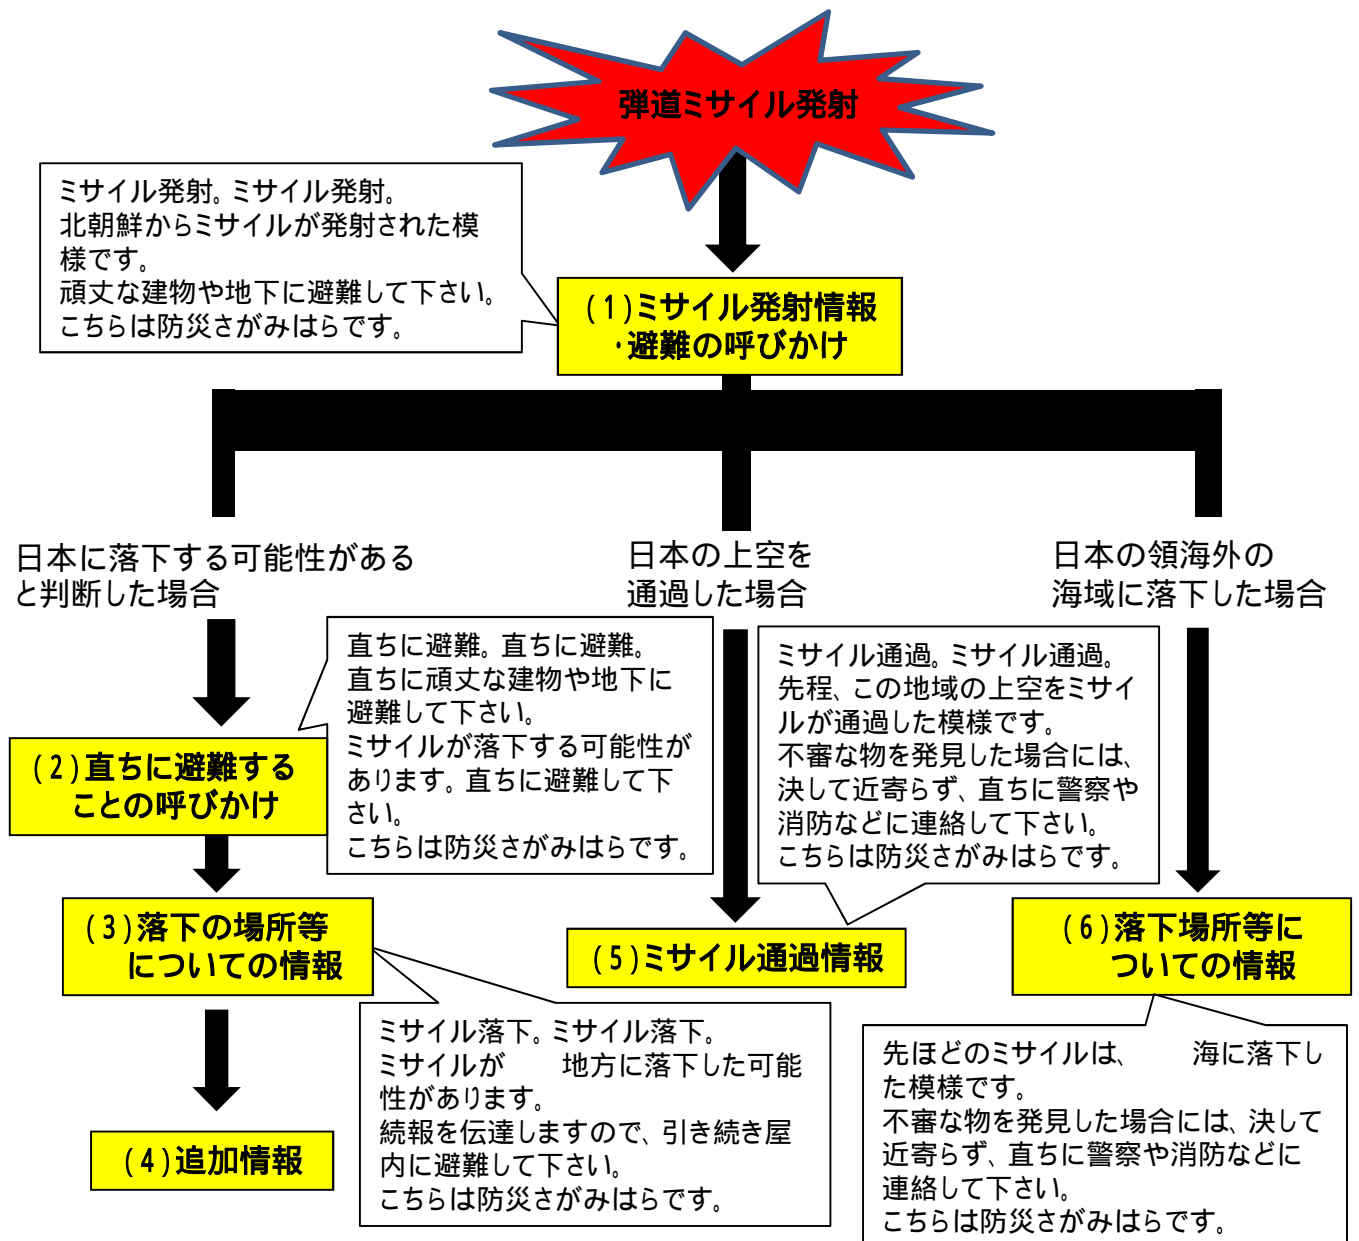 弾道ミサイル発射
ミサイル発射。ミサイル発射。
北朝鮮からミサイルが発射された模
様です。
頑丈な建物や地下に避難して下さい。
こちらは防災さがみはらです。
(1)ミサイル発射情報
・避難の呼びかけ
日本に落下する可能性がある
と判断した場合
日本の上空を
通過した場合
日本の領海外の
海域に落下した場合
直ちに避難。直ちに避難。
直ちに頑丈な建物や地下に
避難して下さい。
ミサイルが落下する可能性が
あります。直ちに避難して下
さい。
こちらは防災さがみはらです。
ミサイル通過。ミサイル通過。
先程、この地域の上空をミサイ
ルが通過した模様です。
不審な物を発見した場合には、
決して近寄らず、直ちに警察や
消防などに連絡して下さい。
こちらは防災さがみはらです。
(2)直ちに避難する
ことの呼びかけ
(3)落下の場所等
についての情報
(5)ミサイル通過情報
(6)落下場所等に
ついての情報
ミサイル落下。ミサイル落下。
ミサイルが　　地方に落下した可能
性があります。
続報を伝達しますので、引き続き屋
内に避難して下さい。
こちらは防災さがみはらです。
先ほどのミサイルは、　　海に落下し
た模様です。
不審な物を発見した場合には、決して
近寄らず、直ちに警察や消防などに
連絡して下さい。
こちらは防災さがみはらです。
(4)追加情報